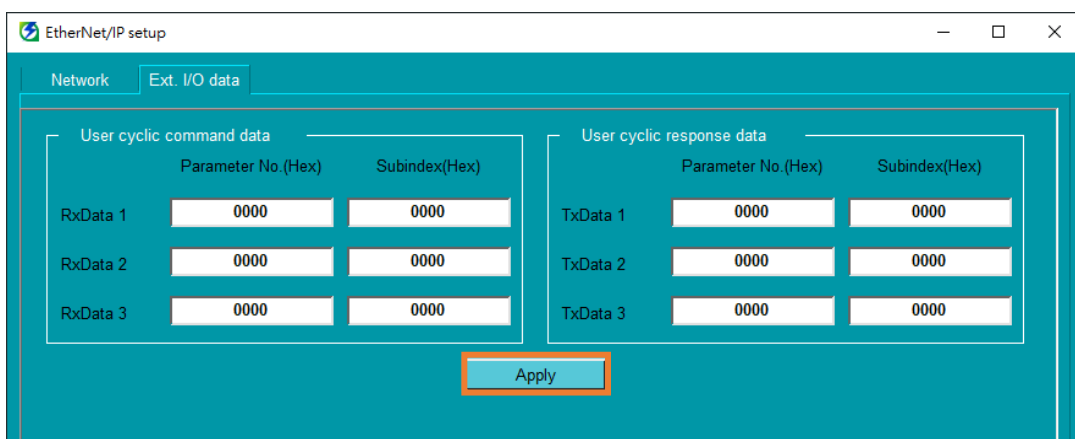 EtherNet/IP setup
Network Ext. I/O data
User cyclic command data
Parameter No.(Hex) Subindex(Hex)
RxData 1 0000 0000
RxData 2 0000 0000
RxData 3 0000 0000
User cyclic response data
Parameter No.(Hex) Subindex(Hex)
TxData 1 0000 0000
TxData 2 0000 0000
TxData 3 0000 0000
Apply